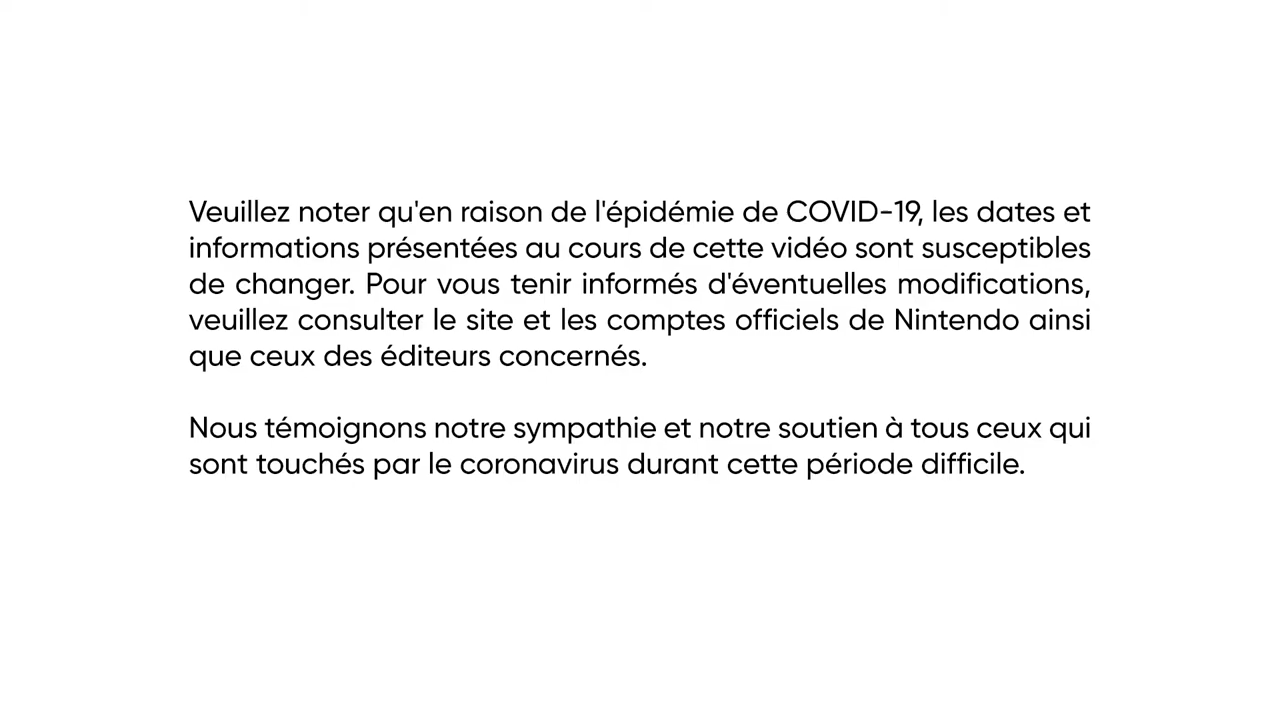 Veuillez noter qu'en raison de l'épidémie de COVID-19, les dates et
informations présentées au cours de cette vidéo sont susceptibles
de changer. Pour vous tenir informés d'éventuelles modifications,
veuillez consulter le site et les comptes officiels de Nintendo ainsi
que ceux des éditeurs concernés.
Nous témoignons notre sympathie et notre soutien à tous ceux qui
sont touchés par le coronavirus durant cette période difficile.